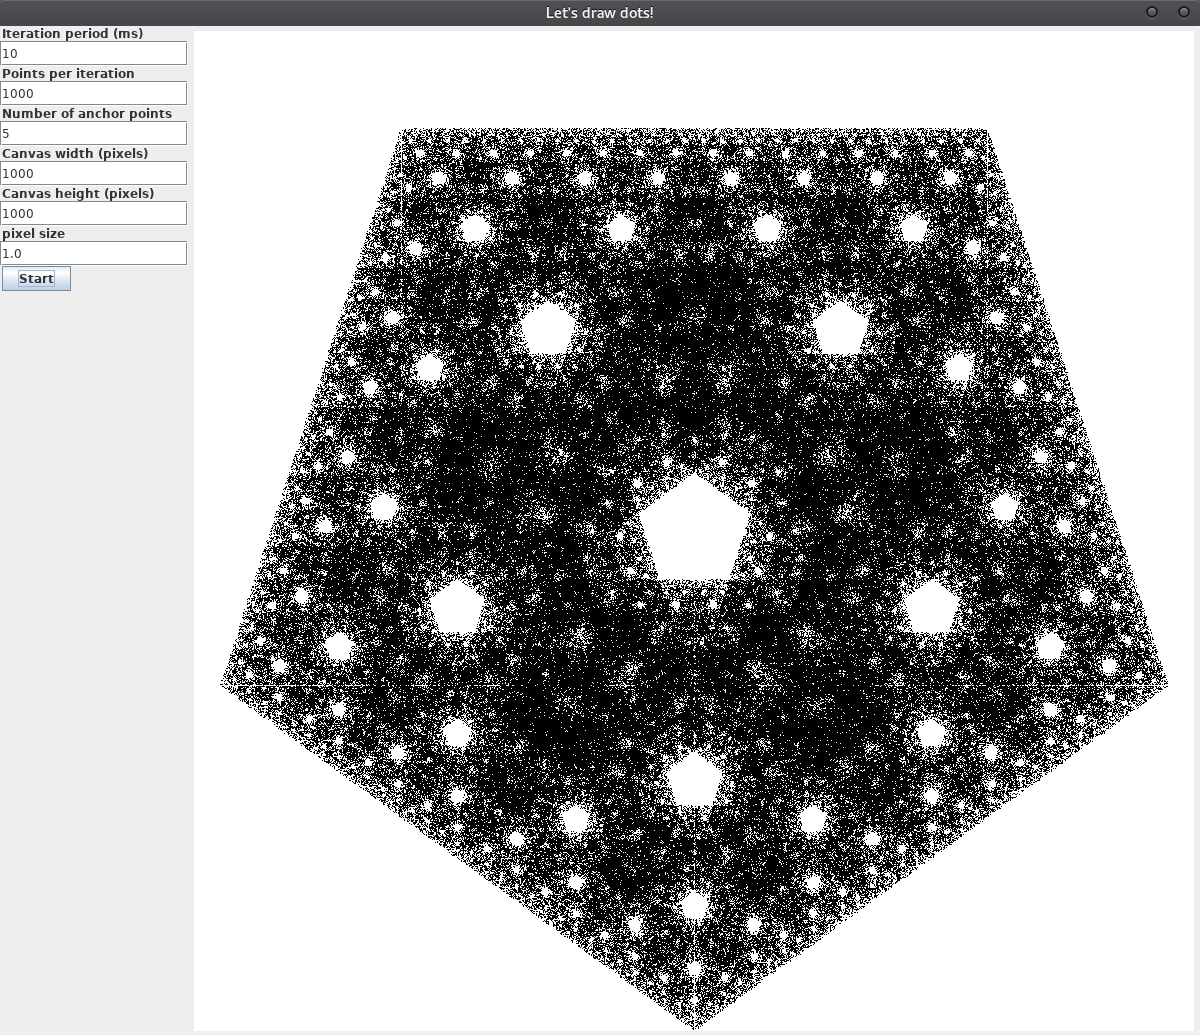 Let's draw dots!
Iteration period (ms)
10
Points per iteration
1000
Number of anchor points
5
Canvas width (pixels)
1000
Canvas height (pixels)
1000
pixel size
1.0
Start